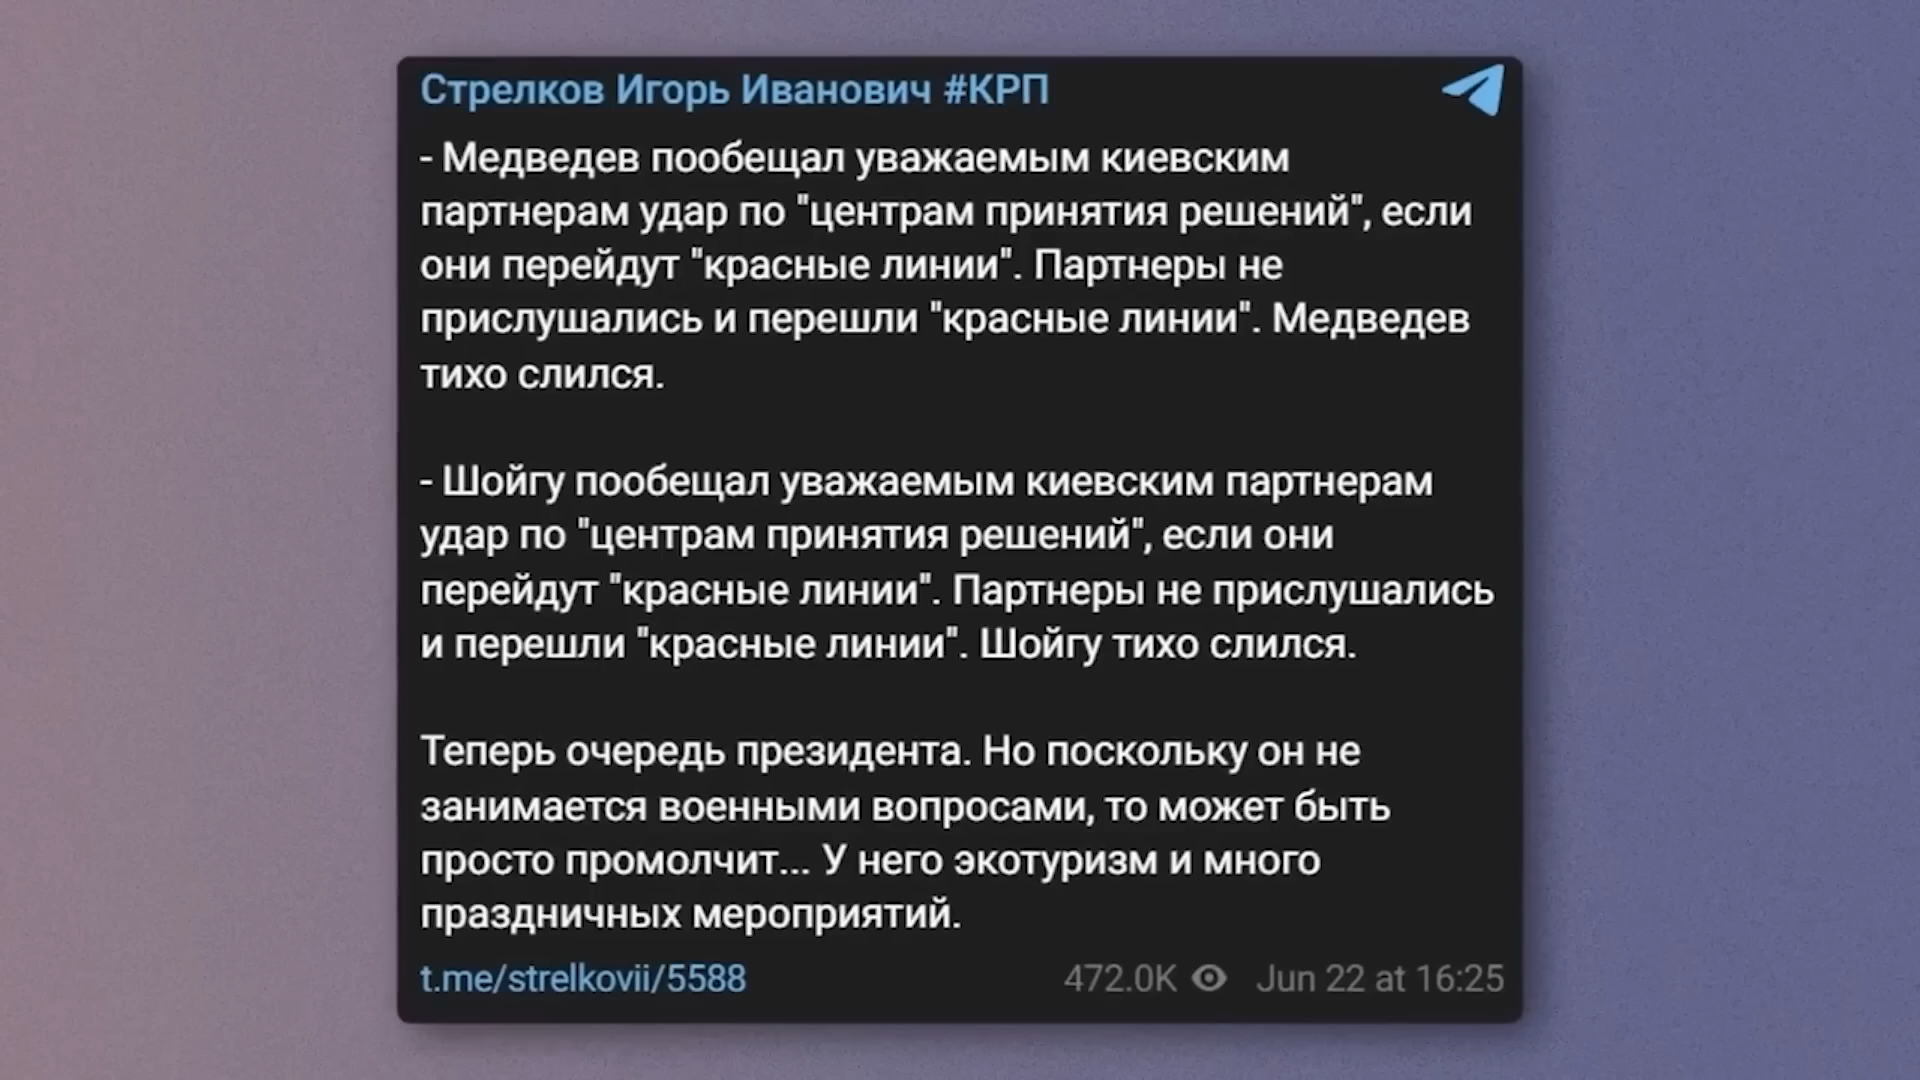 Стрелков Игорь Иванович #КРП
- Медведев пообещал уважаемым киевским
партнерам удар по "центрам принятия решений", если
они перейдут "красные линии". Партнеры не
прислушались и перешли "красные линии". Медведев
тихо слился.
- Шойгу пообещал уважаемым киевским партнерам
удар по "центрам принятия решений", если они
перейдут "красные линии". Партнеры не прислушались
и перешли "красные линии". Шойгу тихо слился.
Теперь очередь президента. Но поскольку он не
занимается военными вопросами, то может быть
просто промолчит... У него экотуризм и много
праздничных мероприятий.
t.me/strelkovii/5588 472.0K Jun 22 at 16:25